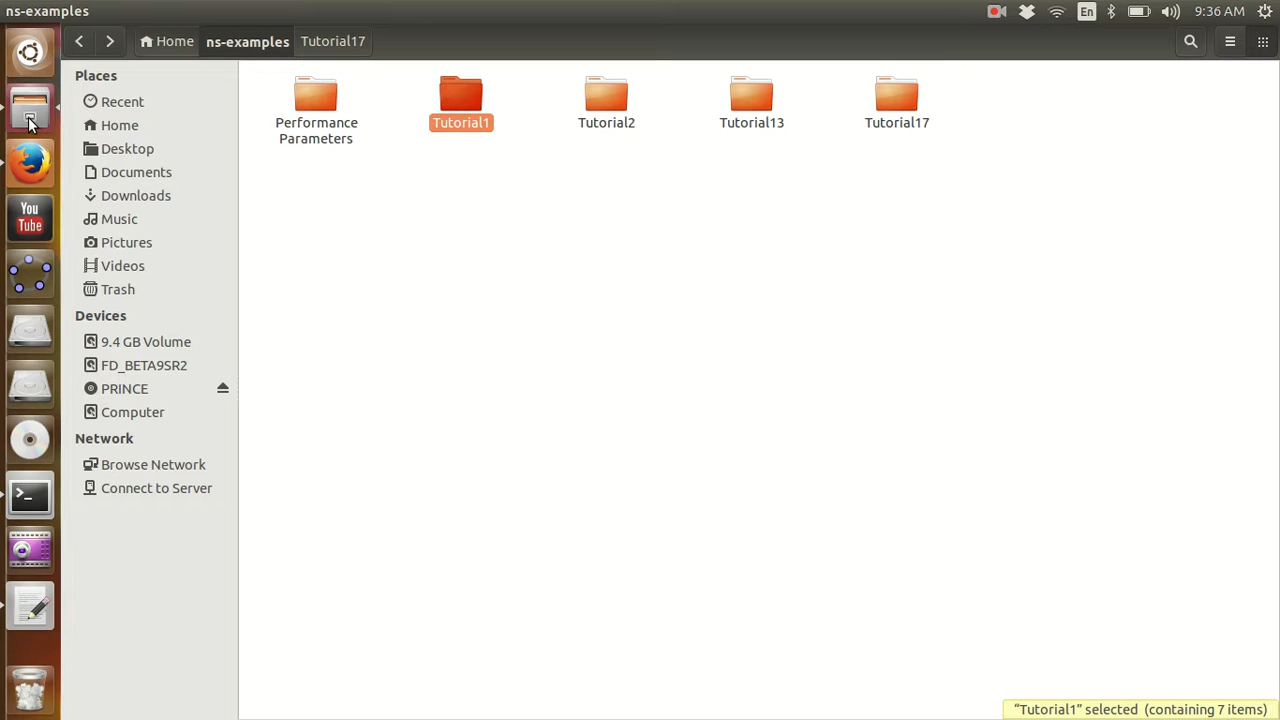 ns-examples
En
9:36 AM
Home
ns-examples
Tutorial17
Places
Recent
Home
Desktop
Documents
Downloads
Music
Pictures
Videos
Trash
Devices
9.4 GB Volume
FD_BETA9SR2
PRINCE
Computer
Network
Browse Network
Connect to Server
You
Tube
>_
Performance
Parameters
Tutorial1
Tutorial2
Tutorial13
Tutorial17
“Tutorial1” selected (containing 7 items)